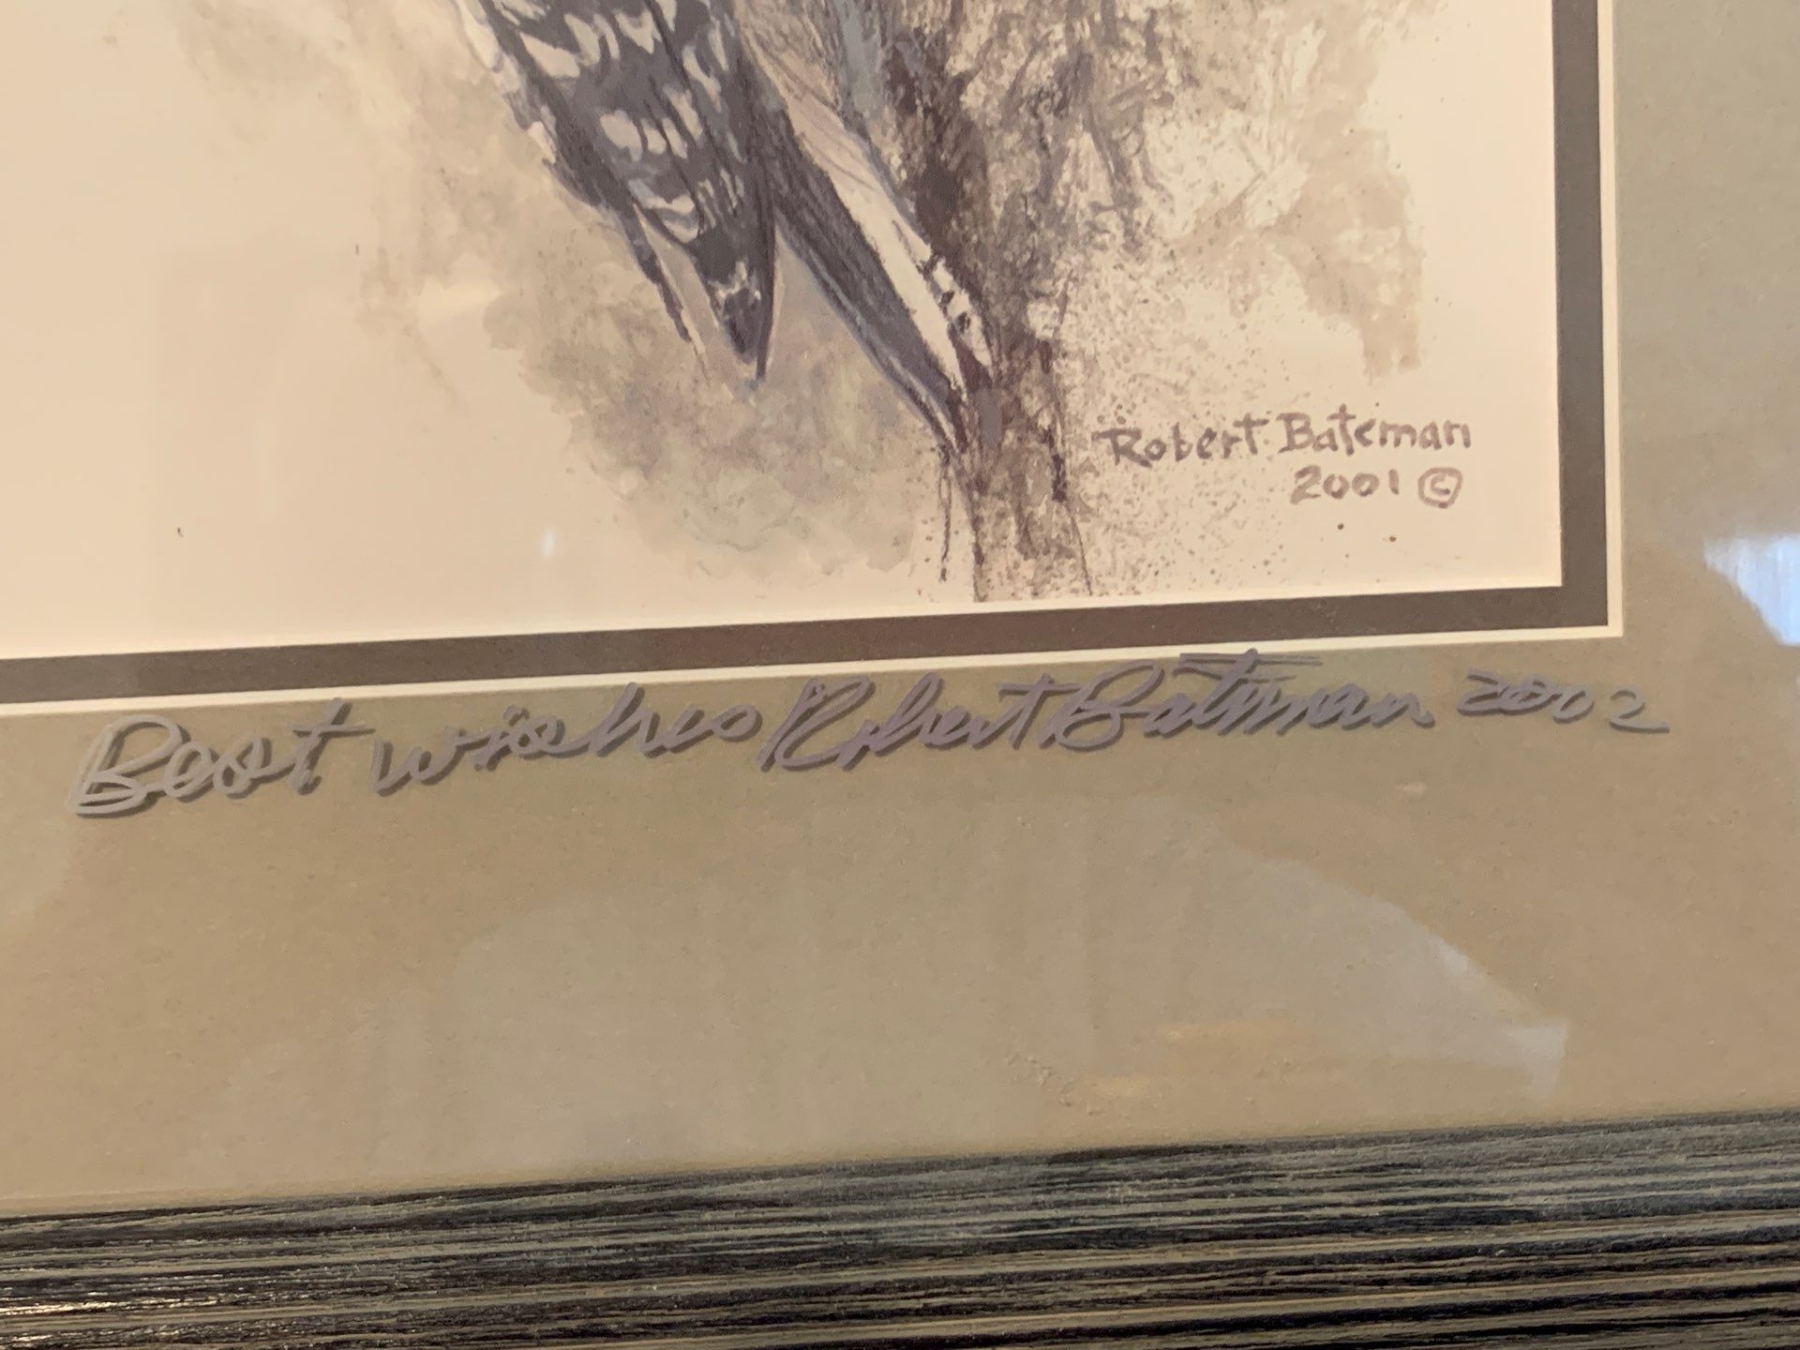 Robert Bateman
2001 ©
Best wishes Robert Bateman 2002